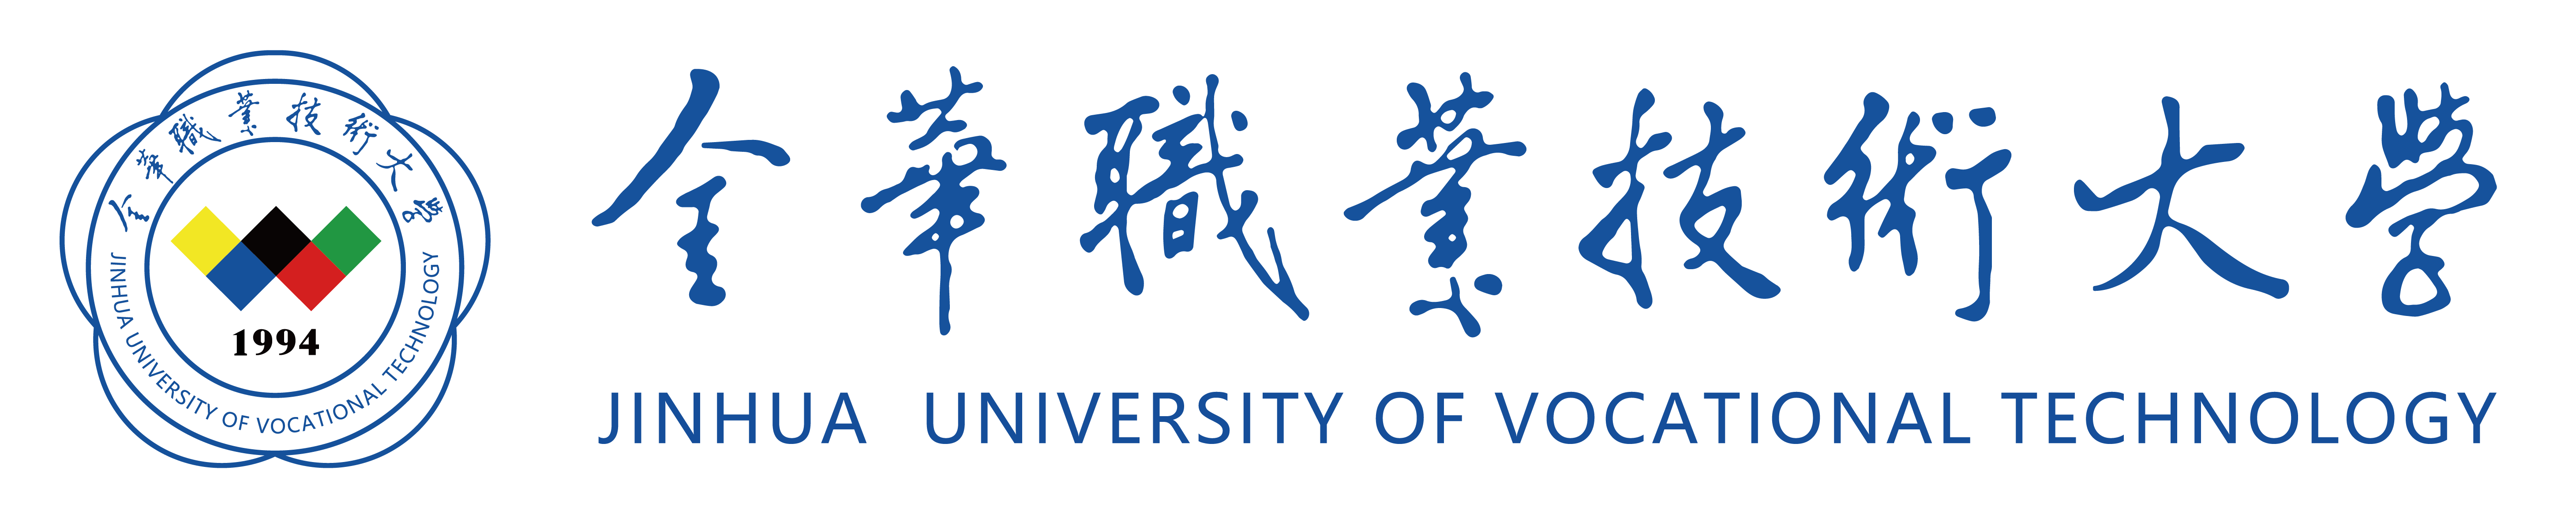 金華職業技術大學
1994
JINHUA UNIVERSITY OF VOCATIONAL TECHNOLOGY
金華職業技術大學
JINHUA UNIVERSITY OF VOCATIONAL TECHNOLOGY